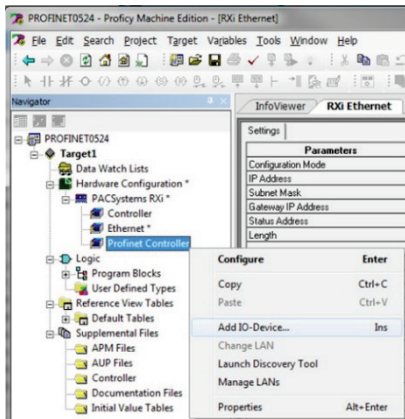 PROFINET0524 - Proficy Machine Edition - [RXi Ethernet]
File Edit Search Project Target Variables Tools Window Help
Navigator
InfoViewer RXi Ethernet
Settings
Parameters
Configuration Mode
IP Address
Subnet Mask
Gateway IP Address
Status Address
Length
PROFINET0524
Target1
Data Watch Lists
Hardware Configuration *
PACSystems RXi *
Controller
Ethernet *
Profinet Controller
Logic
Program Blocks
User Defined Types
Reference View Tables
Default Tables
Supplemental Files
APM Files
AUP Files
Controller
Documentation Files
Initial Value Tables
Configure Enter
Copy Ctrl+C
Paste Ctrl+V
Add IO-Device... Ins
Change LAN
Launch Discovery Tool
Manage LANs
Properties Alt+Enter